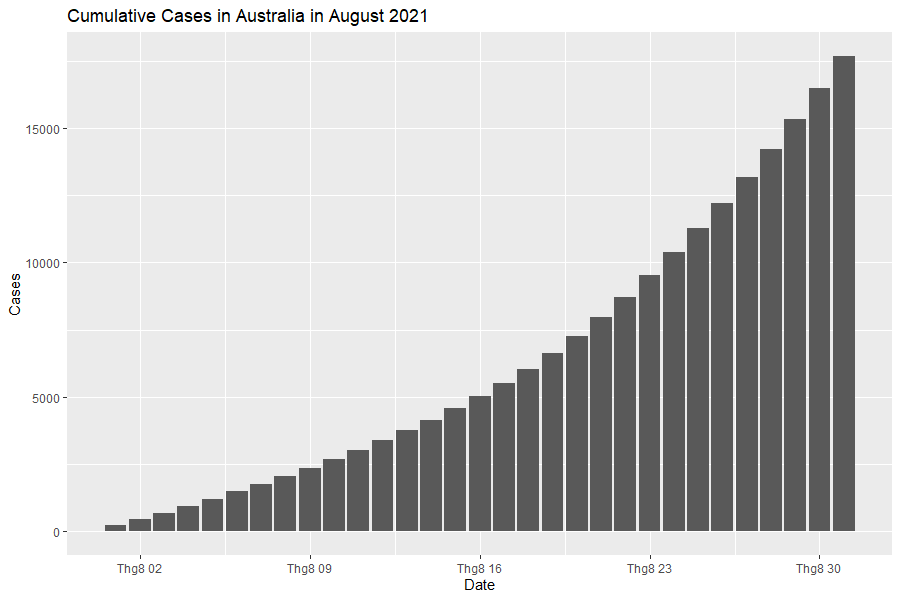 Cumulative Cases in Australia in August 2021
15000
10000
5000
0
Cases
Thg8 02 Thg8 09 Thg8 16 Thg8 23 Thg8 30
Date